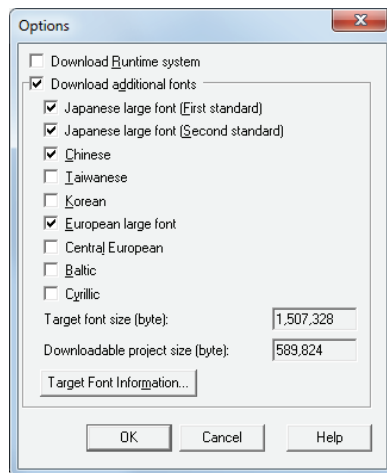 Options
Download Runtime system
Download additional fonts
Japanese large font (First standard)
Japanese large font (Second standard)
Chinese
Taiwanese
Korean
European large font
Central European
Baltic
Cyrillic
Target font size (byte): 1,507,328
Downloadable project size (byte): 589,824
Target Font Information...
OK Cancel Help